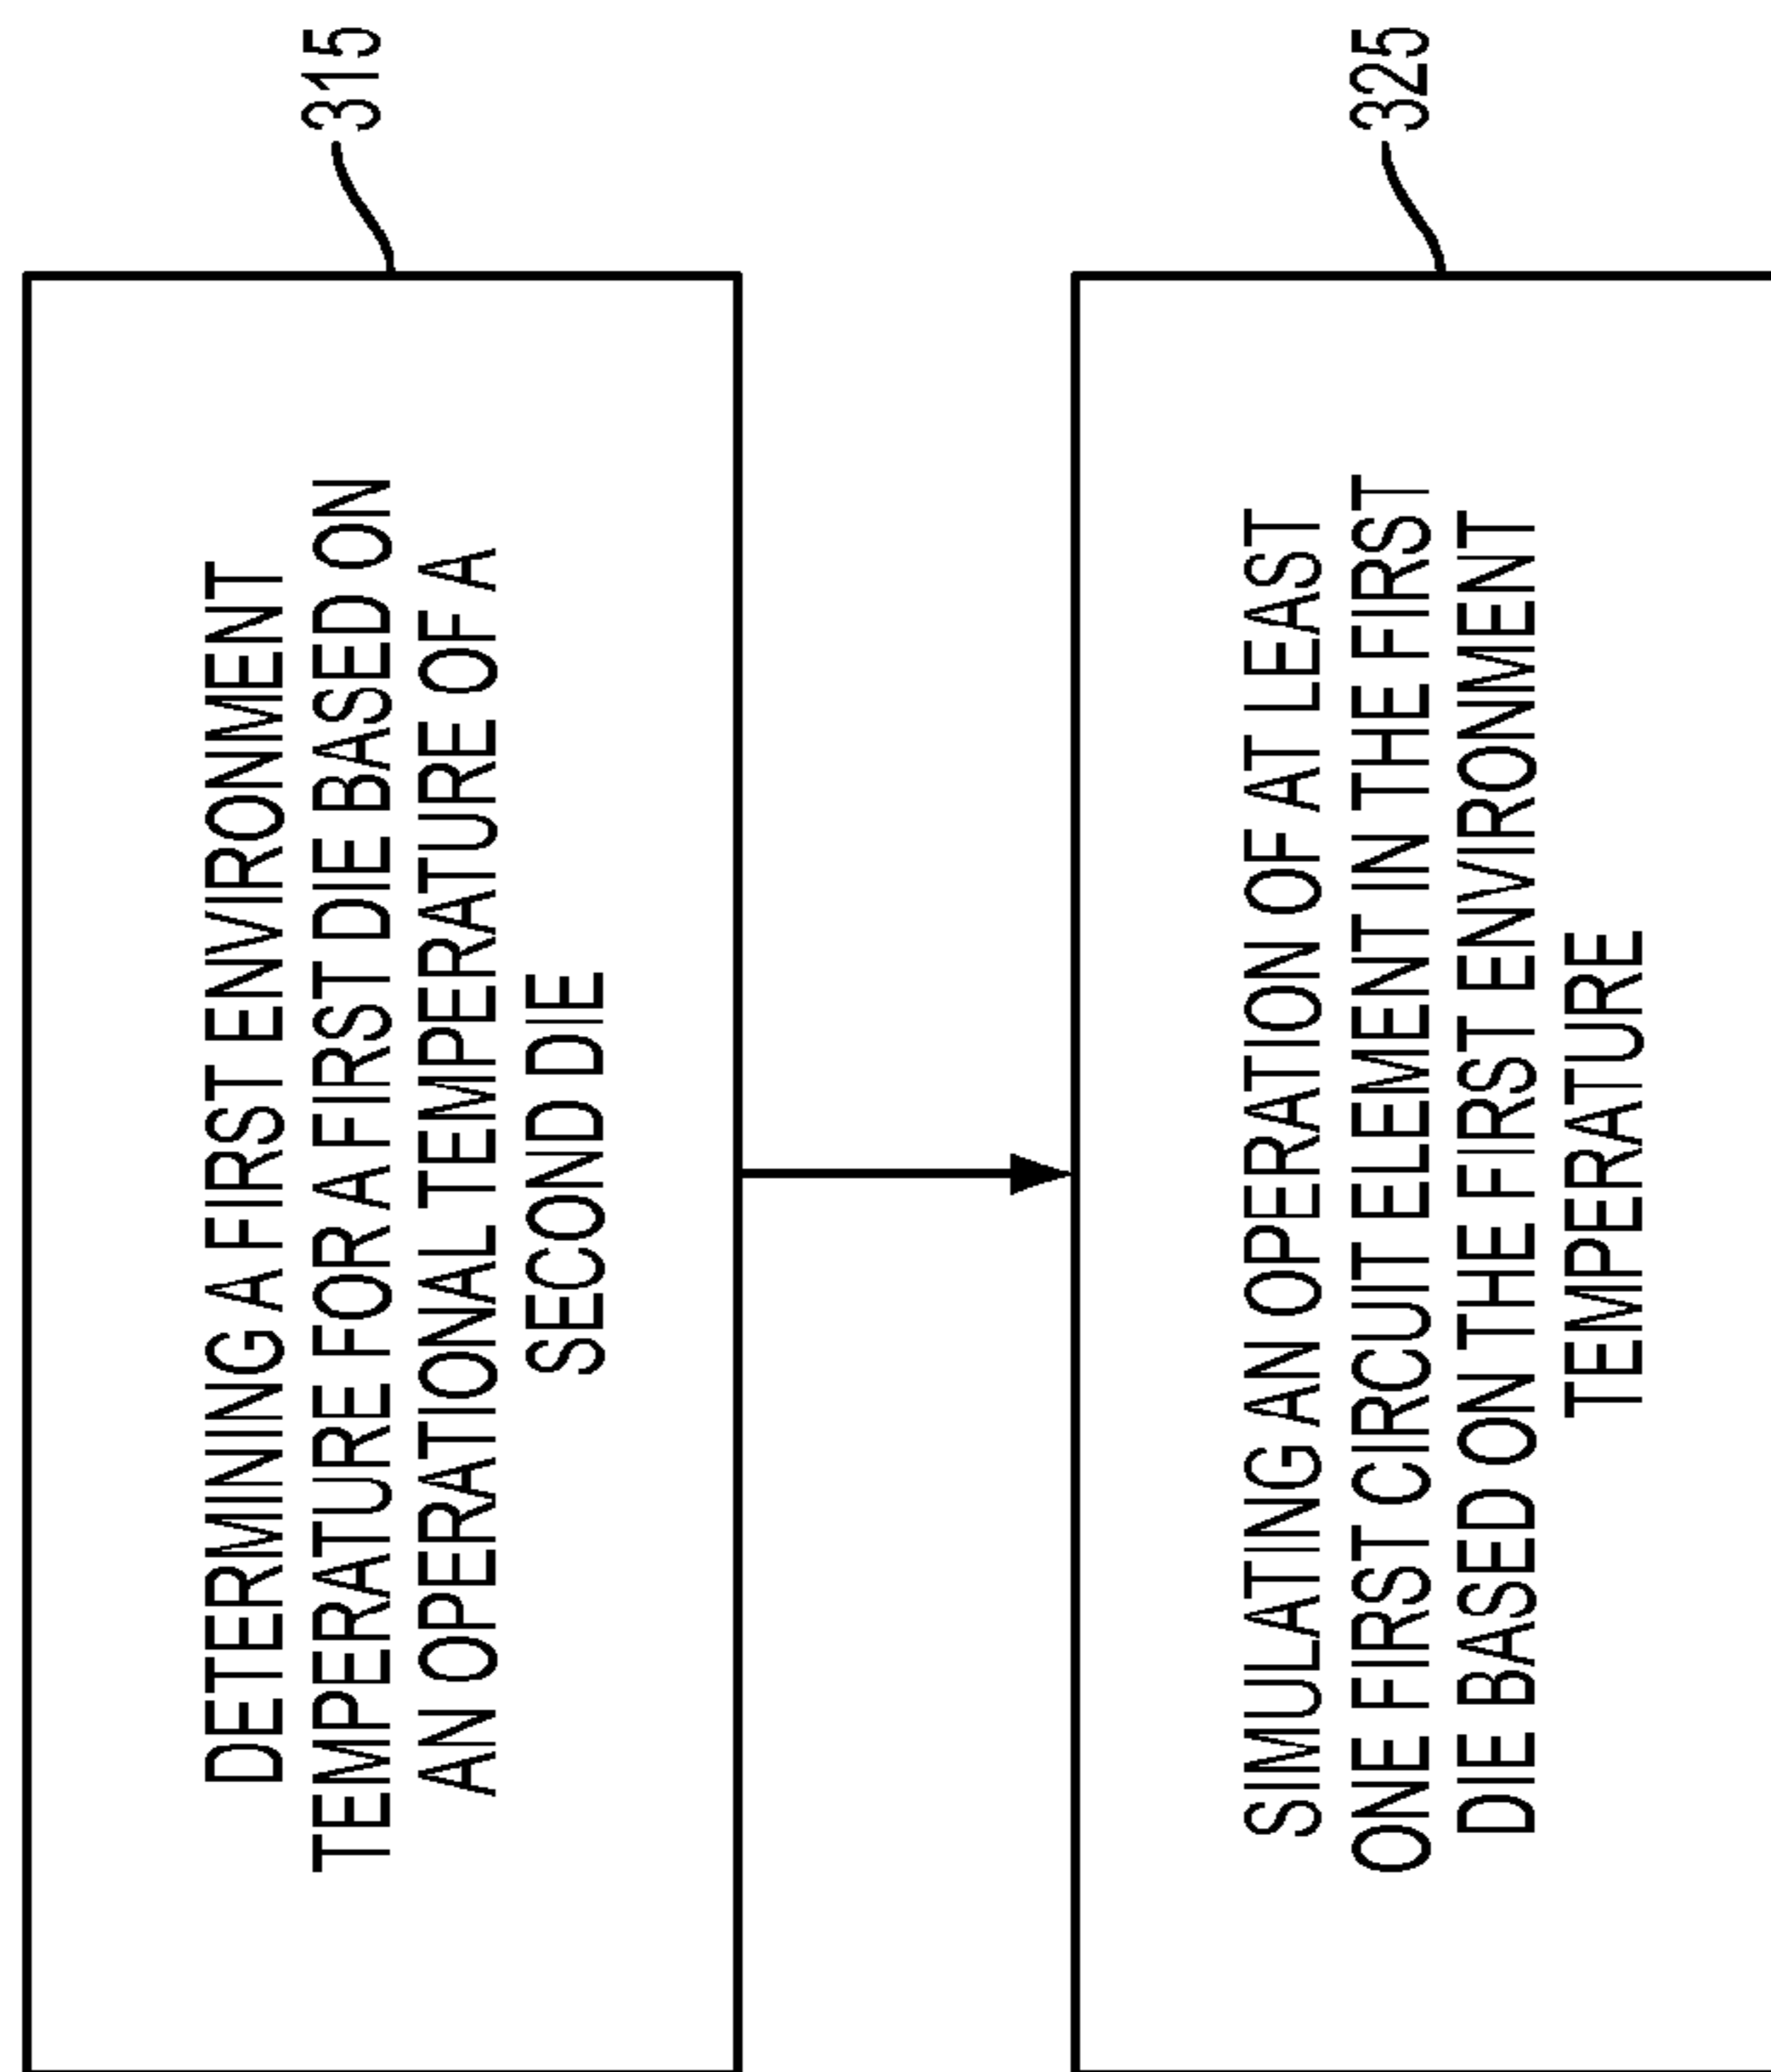 DETERMINING A FIRST ENVIRONMENT
TEMPERATURE FOR A FIRST DIE BASED ON
AN OPERATIONAL TEMPERATURE OF A
SECOND DIE
315
SIMULATING AN OPERATION OF AT LEAST
ONE FIRST CIRCUIT ELEMENT IN THE FIRST
DIE BASED ON THE FIRST ENVIRONMENT
TEMPERATURE
325